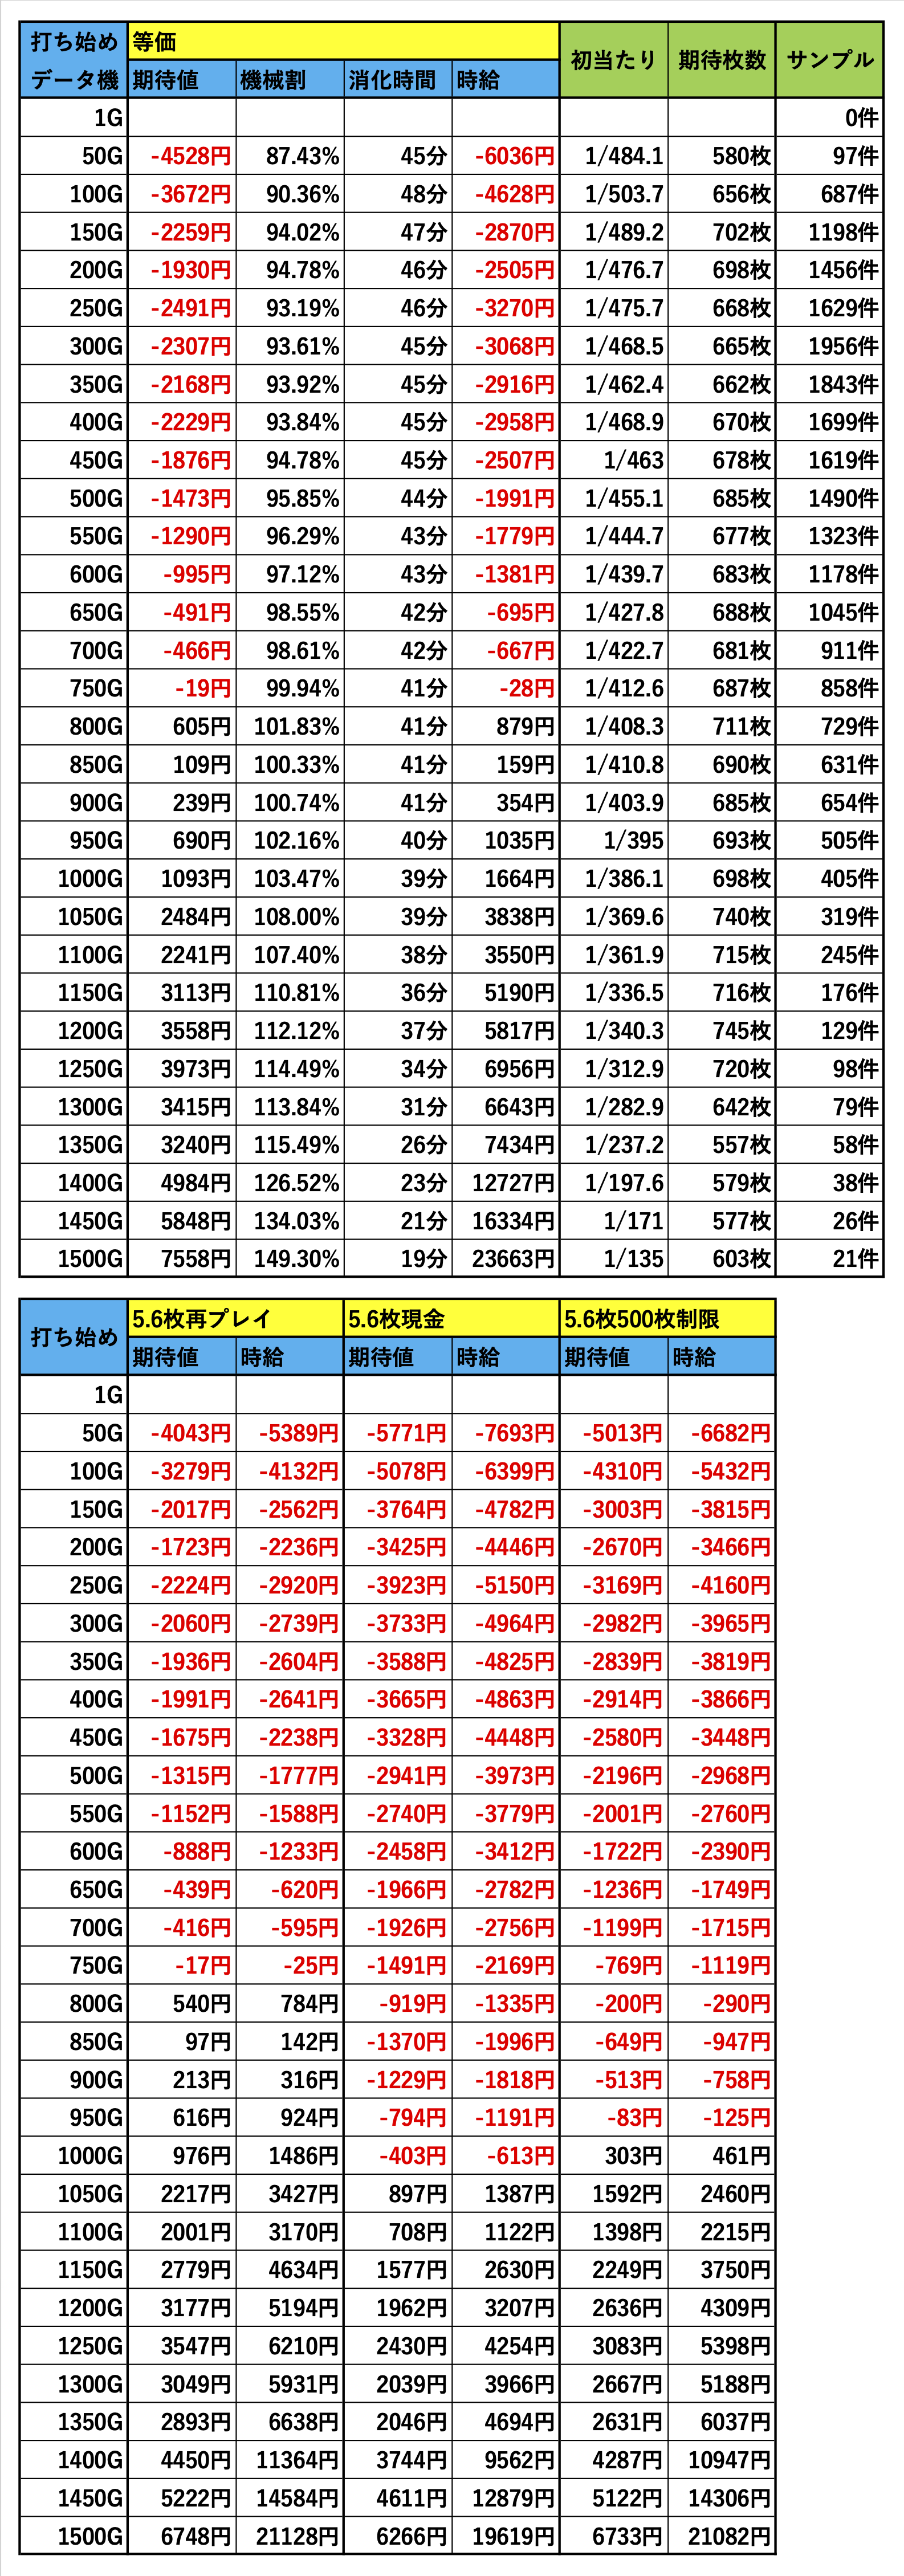 打ち始め 等価 初当たり 期待枚数 サンプル
データ機 期待値 機械割 消化時間 時給
1G 0件
50G -4528円 87.43% 45分 -6036円 1/484.1 580枚 97件
100G -3672円 90.36% 48分 -4628円 1/503.7 656枚 687件
150G -2259円 94.02% 47分 -2870円 1/489.2 702枚 1198件
200G -1930円 94.78% 46分 -2505円 1/476.7 698枚 1456件
250G -2491円 93.19% 46分 -3270円 1/475.7 668枚 1629件
300G -2307円 93.61% 45分 -3068円 1/468.5 665枚 1956件
350G -2168円 93.92% 45分 -2916円 1/462.4 662枚 1843件
400G -2229円 93.84% 45分 -2958円 1/468.9 670枚 1699件
450G -1876円 94.78% 45分 -2507円 1/463 678枚 1619件
500G -1473円 95.85% 44分 -1991円 1/455.1 685枚 1490件
550G -1290円 96.29% 43分 -1779円 1/444.7 677枚 1323件
600G -995円 97.12% 43分 -1381円 1/439.7 683枚 1178件
650G -491円 98.55% 42分 -695円 1/427.8 688枚 1045件
700G -466円 98.61% 42分 -667円 1/422.7 681枚 911件
750G -19円 99.94% 41分 -28円 1/412.6 687枚 858件
800G 605円 101.83% 41分 879円 1/408.3 711枚 729件
850G 109円 100.33% 41分 159円 1/410.8 690枚 631件
900G 239円 100.74% 41分 354円 1/403.9 685枚 654件
950G 690円 102.16% 40分 1035円 1/395 693枚 505件
1000G 1093円 103.47% 39分 1664円 1/386.1 698枚 405件
1050G 2484円 108.00% 39分 3838円 1/369.6 740枚 319件
1100G 2241円 107.40% 38分 3550円 1/361.9 715枚 245件
1150G 3113円 110.81% 36分 5190円 1/336.5 716枚 176件
1200G 3558円 112.12% 37分 5817円 1/340.3 745枚 129件
1250G 3973円 114.49% 34分 6956円 1/312.9 720枚 98件
1300G 3415円 113.84% 31分 6643円 1/282.9 642枚 79件
1350G 3240円 115.49% 26分 7434円 1/237.2 557枚 58件
1400G 4984円 126.52% 23分 12727円 1/197.6 579枚 38件
1450G 5848円 134.03% 21分 16334円 1/171 577枚 26件
1500G 7558円 149.30% 19分 23663円 1/135 603枚 21件
打ち始め 5.6枚再プレイ 5.6枚現金 5.6枚500枚制限
期待値 時給 期待値 時給 期待値 時給
1G
50G -4043円 -5389円 -5771円 -7693円 -5013円 -6682円
100G -3279円 -4132円 -5078円 -6399円 -4310円 -5432円
150G -2017円 -2562円 -3764円 -4782円 -3003円 -3815円
200G -1723円 -2236円 -3425円 -4446円 -2670円 -3466円
250G -2224円 -2920円 -3923円 -5150円 -3169円 -4160円
300G -2060円 -2739円 -3733円 -4964円 -2982円 -3965円
350G -1936円 -2604円 -3588円 -4825円 -2839円 -3819円
400G -1991円 -2641円 -3665円 -4863円 -2914円 -3866円
450G -1675円 -2238円 -3328円 -4448円 -2580円 -3448円
500G -1315円 -1777円 -2941円 -3973円 -2196円 -2968円
550G -1152円 -1588円 -2740円 -3779円 -2001円 -2760円
600G -888円 -1233円 -2458円 -3412円 -1722円 -2390円
650G -439円 -620円 -1966円 -2782円 -1236円 -1749円
700G -416円 -595円 -1926円 -2756円 -1199円 -1715円
750G -17円 -25円 -1491円 -2169円 -769円 -1119円
800G 540円 784円 -919円 -1335円 -200円 -290円
850G 97円 142円 -1370円 -1996円 -649円 -947円
900G 213円 316円 -1229円 -1818円 -513円 -758円
950G 616円 924円 -794円 -1191円 -83円 -125円
1000G 976円 1486円 -403円 -613円 303円 461円
1050G 2217円 3427円 897円 1387円 1592円 2460円
1100G 2001円 3170円 708円 1122円 1398円 2215円
1150G 2779円 4634円 1577円 2630円 2249円 3750円
1200G 3177円 5194円 1962円 3207円 2636円 4309円
1250G 3547円 6210円 2430円 4254円 3083円 5398円
1300G 3049円 5931円 2039円 3966円 2667円 5188円
1350G 2893円 6638円 2046円 4694円 2631円 6037円
1400G 4450円 11364円 3744円 9562円 4287円 10947円
1450G 5222円 14584円 4611円 12879円 5122円 14306円
1500G 6748円 21128円 6266円 19619円 6733円 21082円